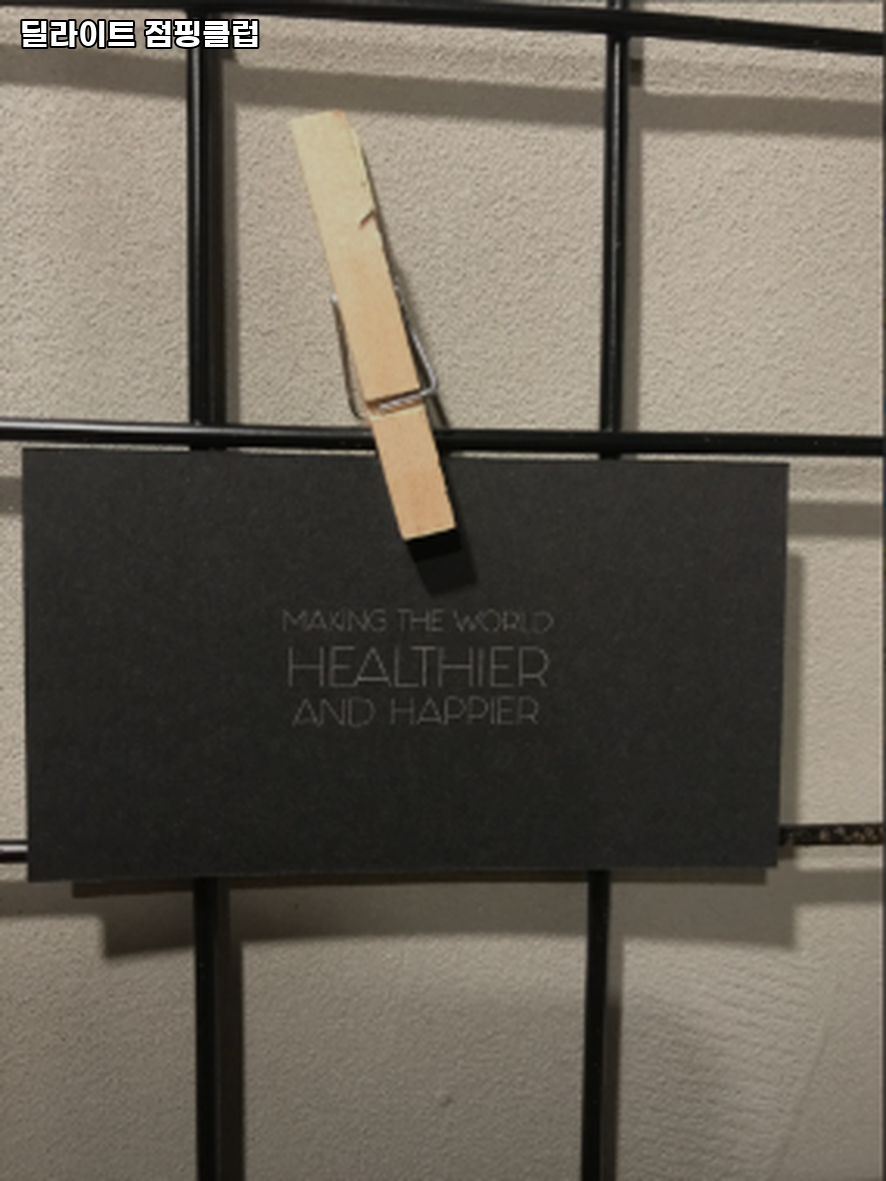 딜라이트 점핑클럽
MAKING THE WORLD
HEALTHIER
AND HAPPIER